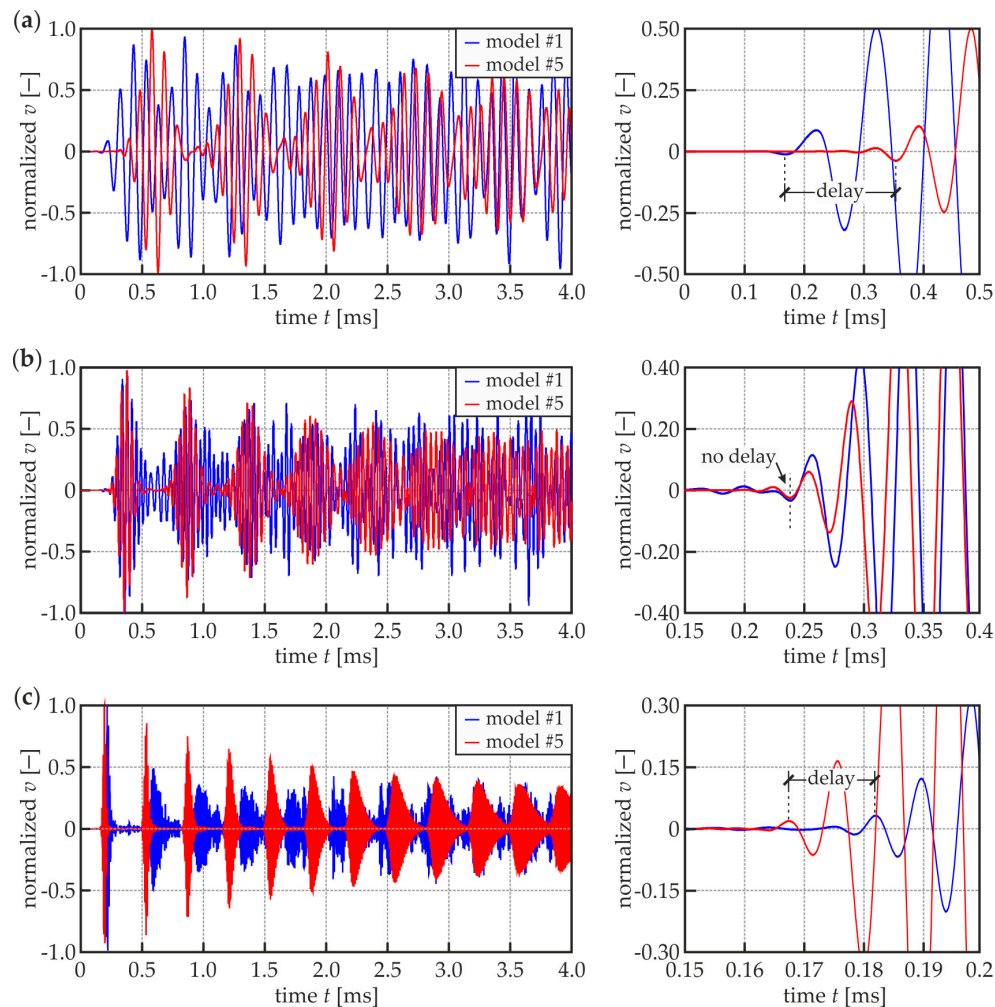 (a)
normalized v [–]
1.0
0.5
0
-0.5
-1.0
0 0.5 1.0 1.5 2.0 2.5 3.0 3.5 4.0
time t [ms]
model #1
model #5
normalized v [–]
0.50
0.25
0
-0.25
-0.50
0 0.1 0.2 0.3 0.4 0.5
time t [ms]
delay
(b)
normalized v [–]
1.0
0.5
0
-0.5
-1.0
0 0.5 1.0 1.5 2.0 2.5 3.0 3.5 4.0
time t [ms]
model #1
model #5
normalized v [–]
0.40
0.20
0
-0.20
-0.40
0.15 0.20 0.25 0.30 0.35 0.4
time t [ms]
no delay
(c)
normalized v [–]
1.0
0.5
0
-0.5
-1.0
0 0.5 1.0 1.5 2.0 2.5 3.0 3.5 4.0
time t [ms]
model #1
model #5
normalized v [–]
0.30
0.15
0
-0.15
-0.30
0.15 0.16 0.17 0.18 0.19 0.2
time t [ms]
delay